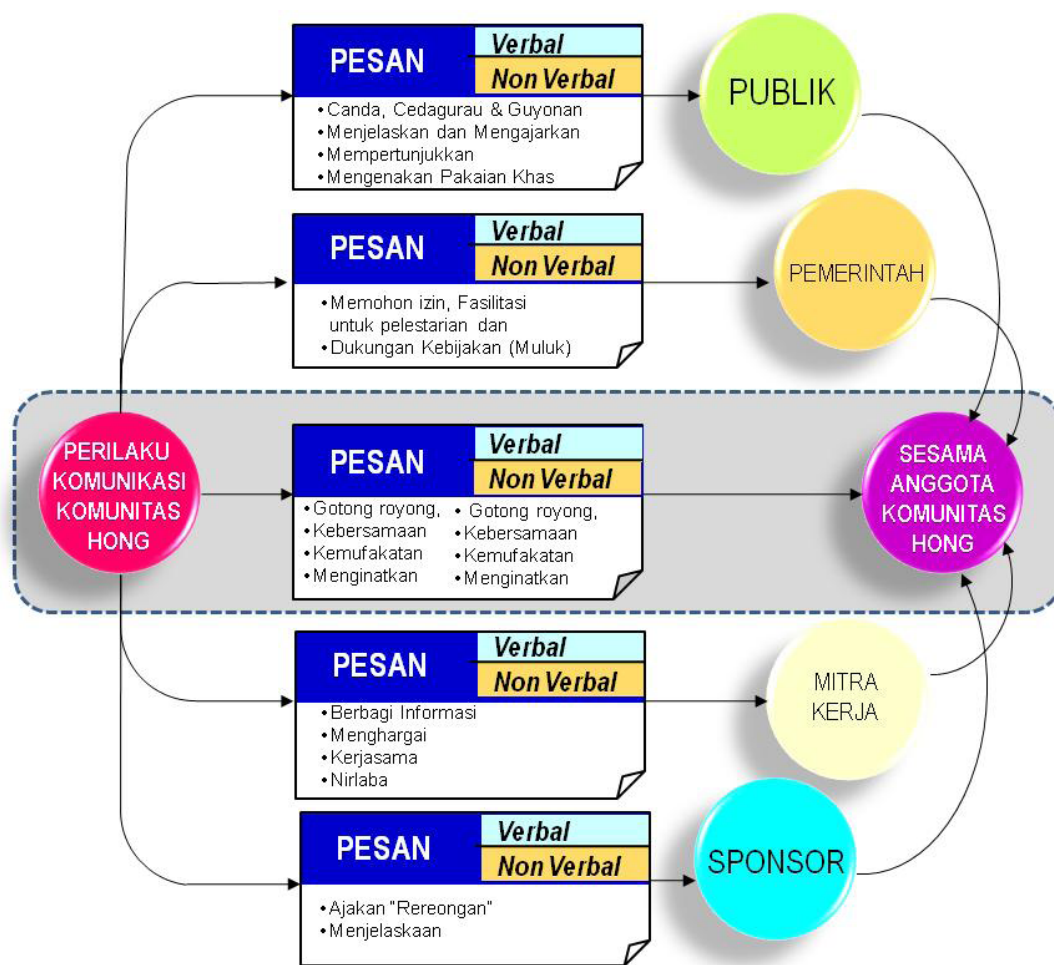 PESAN
Verbal
Non Verbal
•Canda, Cedagurau & Guyonan
•Menjelaskan dan Mengajarkan
•Mempertunjukkan
•Mengenakan Pakaian Khas
PUBLIK
PESAN
Verbal
Non Verbal
•Memohon izin, Fasilitasi
untuk pelestarian dan
•Dukungan Kebijakan (Muluk)
PEMERINTAH
PERILAKU
KOMUNIKASI
KOMUNITAS
HONG
PESAN
Verbal
Non Verbal
•Gotong royong,
•Kebersamaan
•Kemufakatan
•Menginatkan
•Gotong royong,
•Kebersamaan
•Kemufakatan
•Menginatkan
SESAMA
ANGGOTA
KOMUNITAS
HONG
PESAN
Verbal
Non Verbal
•Berbagi Informasi
•Menghargai
•Kerjasama
•Nirlaba
MITRA
KERJA
PESAN
Verbal
Non Verbal
•Ajakan "Rereongan"
•Menjelaskaan
SPONSOR